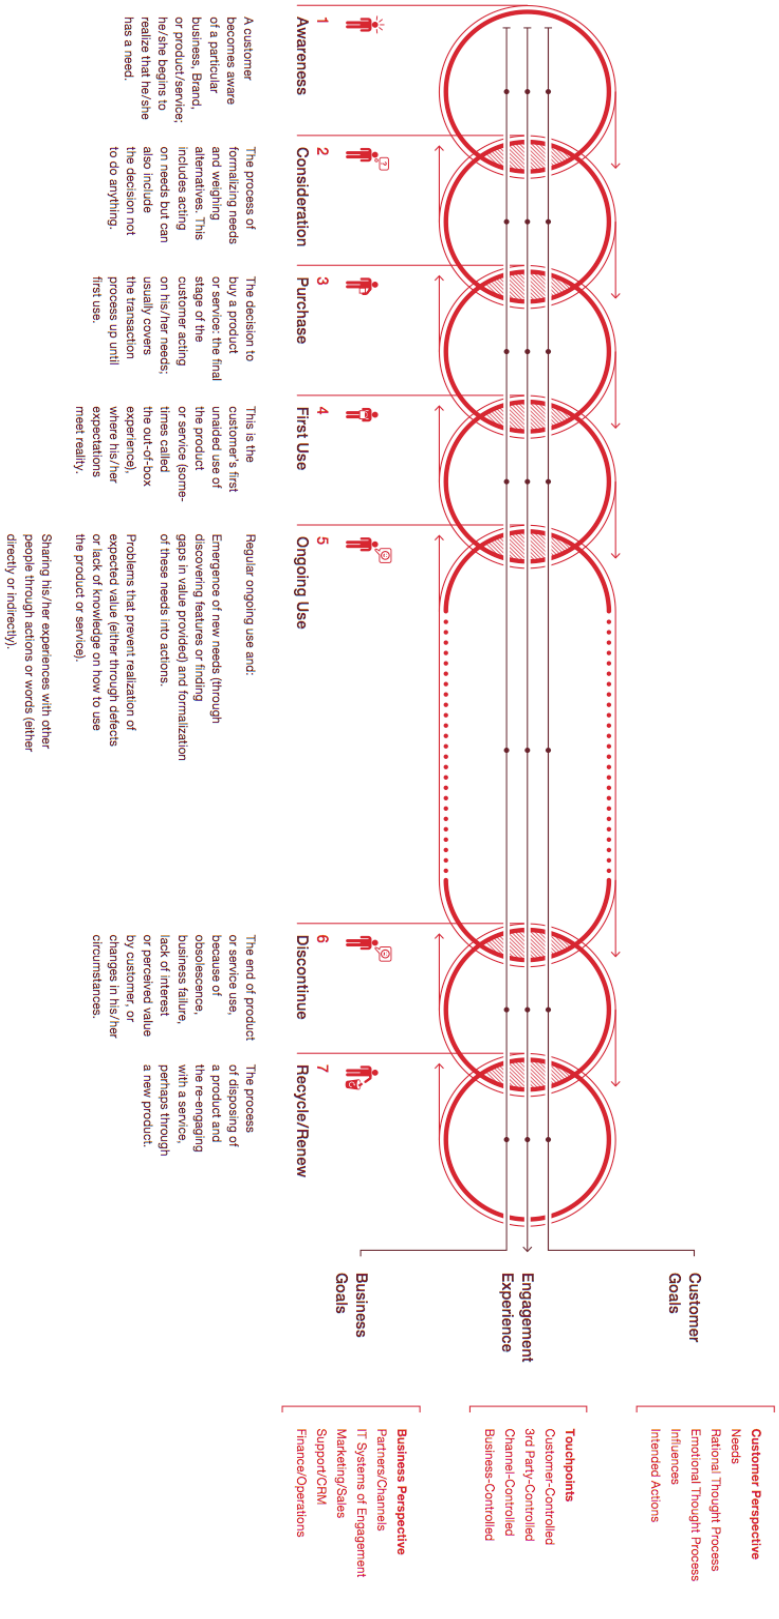 1
Awareness
A customer
becomes aware
of a particular
business, Brand,
or product/service;
he/she begins to
realize that he/she
has a need.
2
Consideration
The process of
formalizing needs
and weighing
alternatives. This
includes acting
on needs but can
also include
the decision not
to do anything.
3
Purchase
The decision to
buy a product
or service: the final
stage of the
customer acting
on his/her needs;
usually covers
the transaction
process up until
first use.
4
First Use
This is the
customer's first
unaided use of
the product
or service (some-
times called
the out-of-box
experience),
where his/her
expectations
meet reality.
5
Ongoing Use
Regular ongoing use and:
Emergence of new needs (through
discovering features or finding
gaps in value provided) and formalization
of these needs into actions.
Problems that prevent realization of
expected value (either through defects
or lack of knowledge on how to use
the product or service).
Sharing his/her experiences with other
people through actions or words (either
directly or indirectly).
6
Discontinue
The end of product
or service use,
because of
obsolescence,
business failure,
lack of interest
or perceived value
by customer, or
changes in his/her
circumstances.
7
Recycle/Renew
The process
of disposing of
a product and
the re-engaging
with a service,
perhaps through
a new product.
Customer
Goals
Engagement
Experience
Business
Goals
Customer Perspective
Needs
Rational Thought Process
Emotional Thought Process
Influences
Intended Actions
Touchpoints
Customer-Controlled
3rd Party-Controlled
Channel-Controlled
Business-Controlled
Business Perspective
Partners/Channels
IT Systems of Engagement
Marketing/Sales
Support/CRM
Finance/Operations